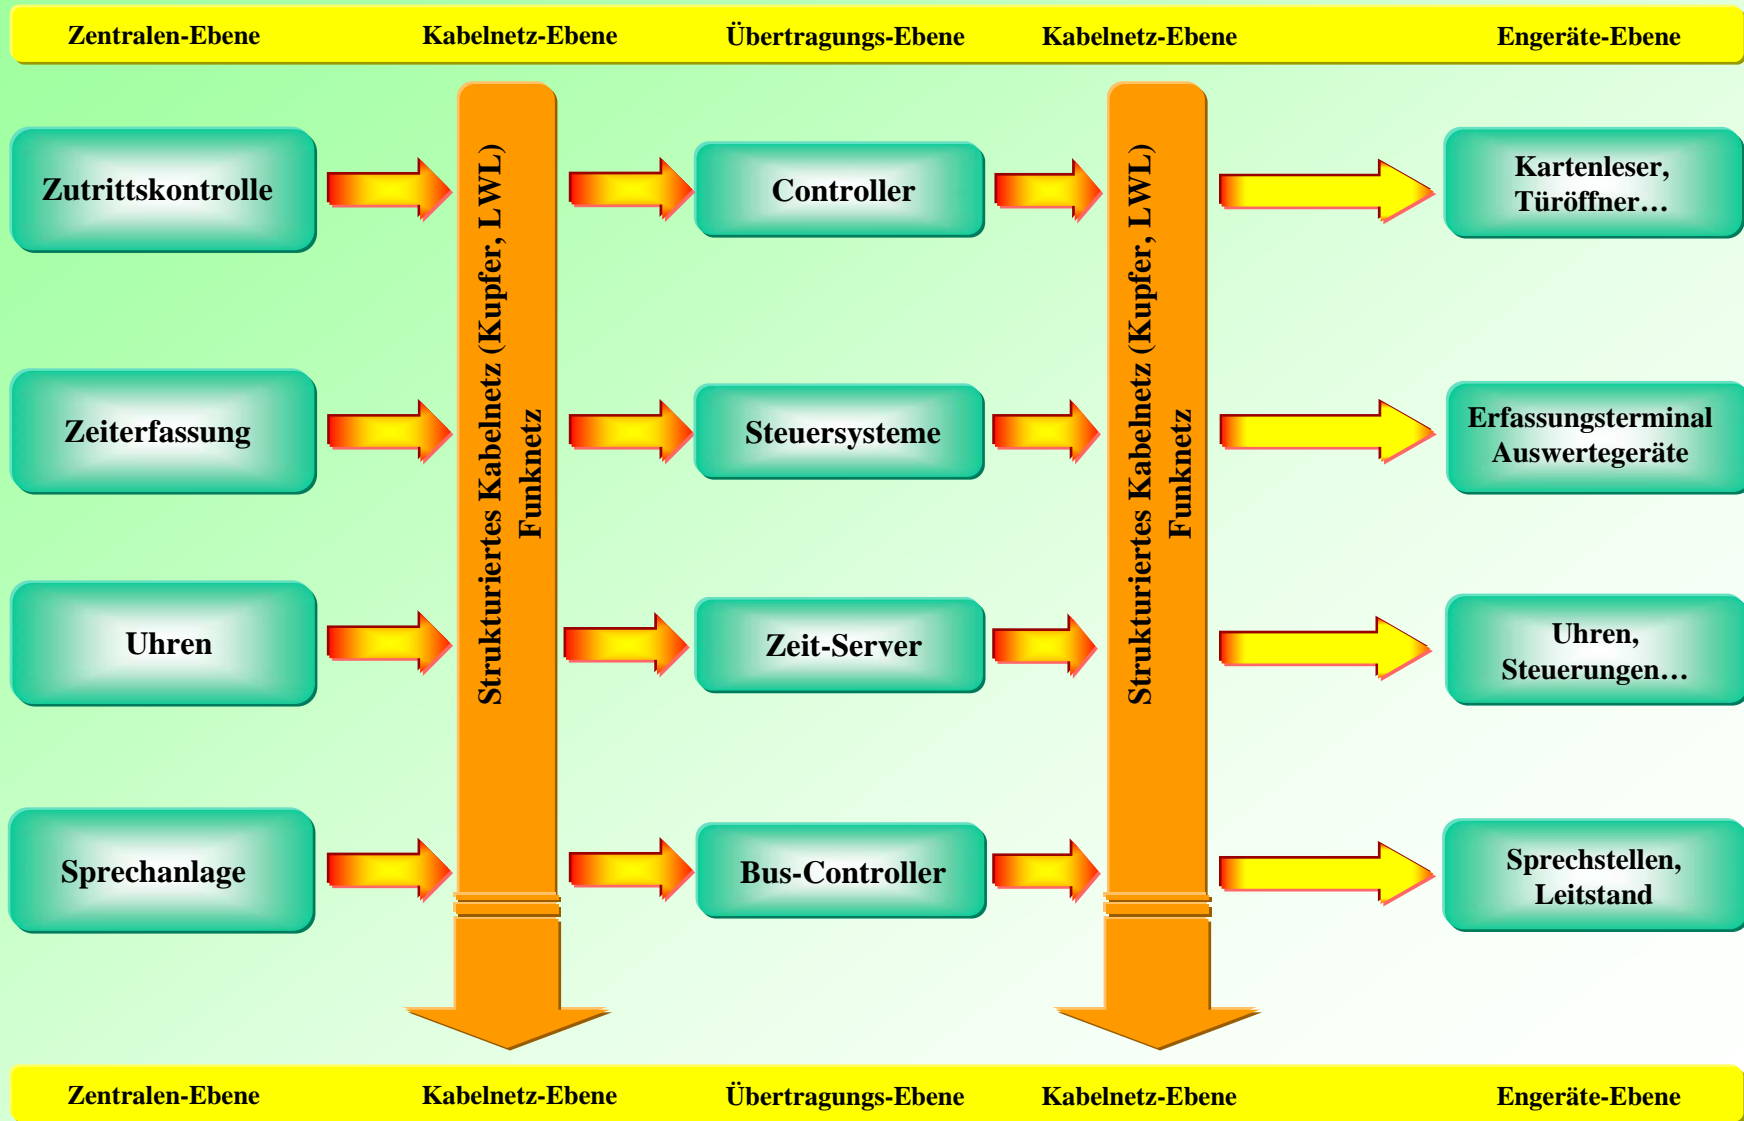 Zentralen-Ebene
Kabelnetz-Ebene
Übertragungs-Ebene
Kabelnetz-Ebene
Engeräte-Ebene
Zutrittskontrolle
Controller
Kartenleser,
Türöffner…
Strukturiertes Kabelnetz (Kupfer, LWL)
Funknetz
Strukturiertes Kabelnetz (Kupfer, LWL)
Funknetz
Zeiterfassung
Steuersysteme
Erfassungsterminal
Auswertegeräte
Uhren
Zeit-Server
Uhren,
Steuerungen…
Sprechanlage
Bus-Controller
Sprechstellen,
Leitstand
Zentralen-Ebene
Kabelnetz-Ebene
Übertragungs-Ebene
Kabelnetz-Ebene
Engeräte-Ebene